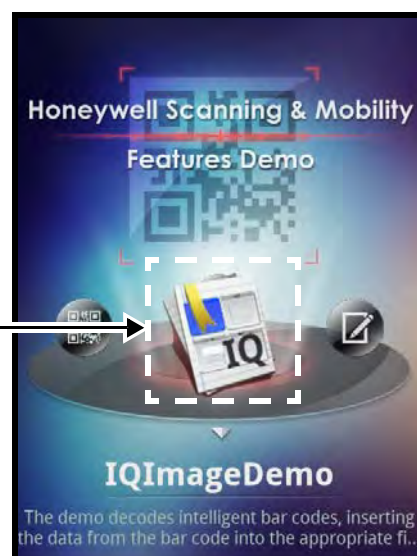 Honeywell Scanning & Mobility
Features Demo
IQ
IQImageDemo
The demo decodes intelligent bar codes, inserting
the data from the bar code into the appropriate fi..